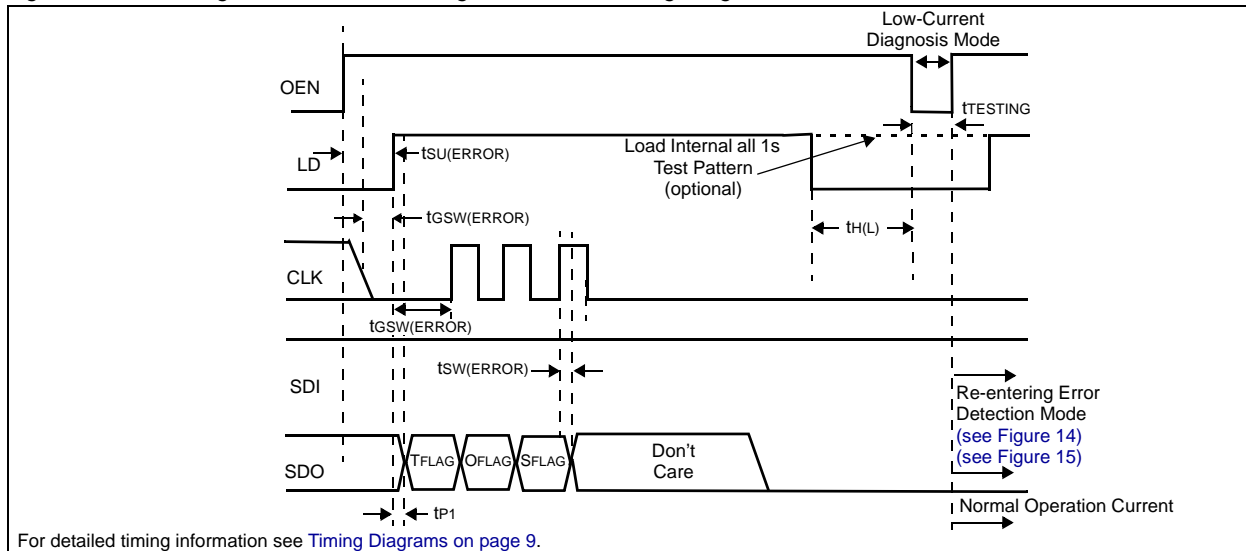 Low-Current
Diagnosis Mode
OEN
tTESTING
LD
tSU(ERROR)
Load Internal all 1s
Test Pattern
(optional)
tGSW(ERROR)
tH(L)
CLK
tGSW(ERROR)
tSW(ERROR)
SDI
Re-entering Error
Detection Mode
(see Figure 14)
(see Figure 15)
SDO
TFLAG
OFLAG
SFLAG
Don't
Care
tP1
Normal Operation Current
For detailed timing information see Timing Diagrams on page 9.